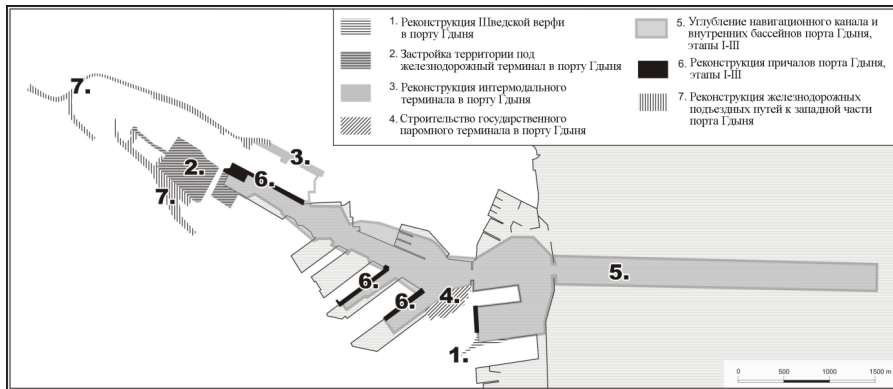 1. Реконструкция Шведской верфи
в порту Гдыня
2. Застройка территории под
железнодорожный терминал в порту Гдыня
3. Реконструкция интермодального
терминала в порту Гдыня
4. Строительство государственного
паромного терминала в порту Гдыня
5. Углубление навигационного канала и
внутренних бассейнов порта Гдыня,
этапы I-III
6. Реконструкция причалов порта Гдыня,
этапы I-III
7. Реконструкция железнодорожных
подъездных путей к западной части
порта Гдыня
7.
3.
2.
6.
7.
5.
6.
6.
4.
1.
0 500 1000 1500 m